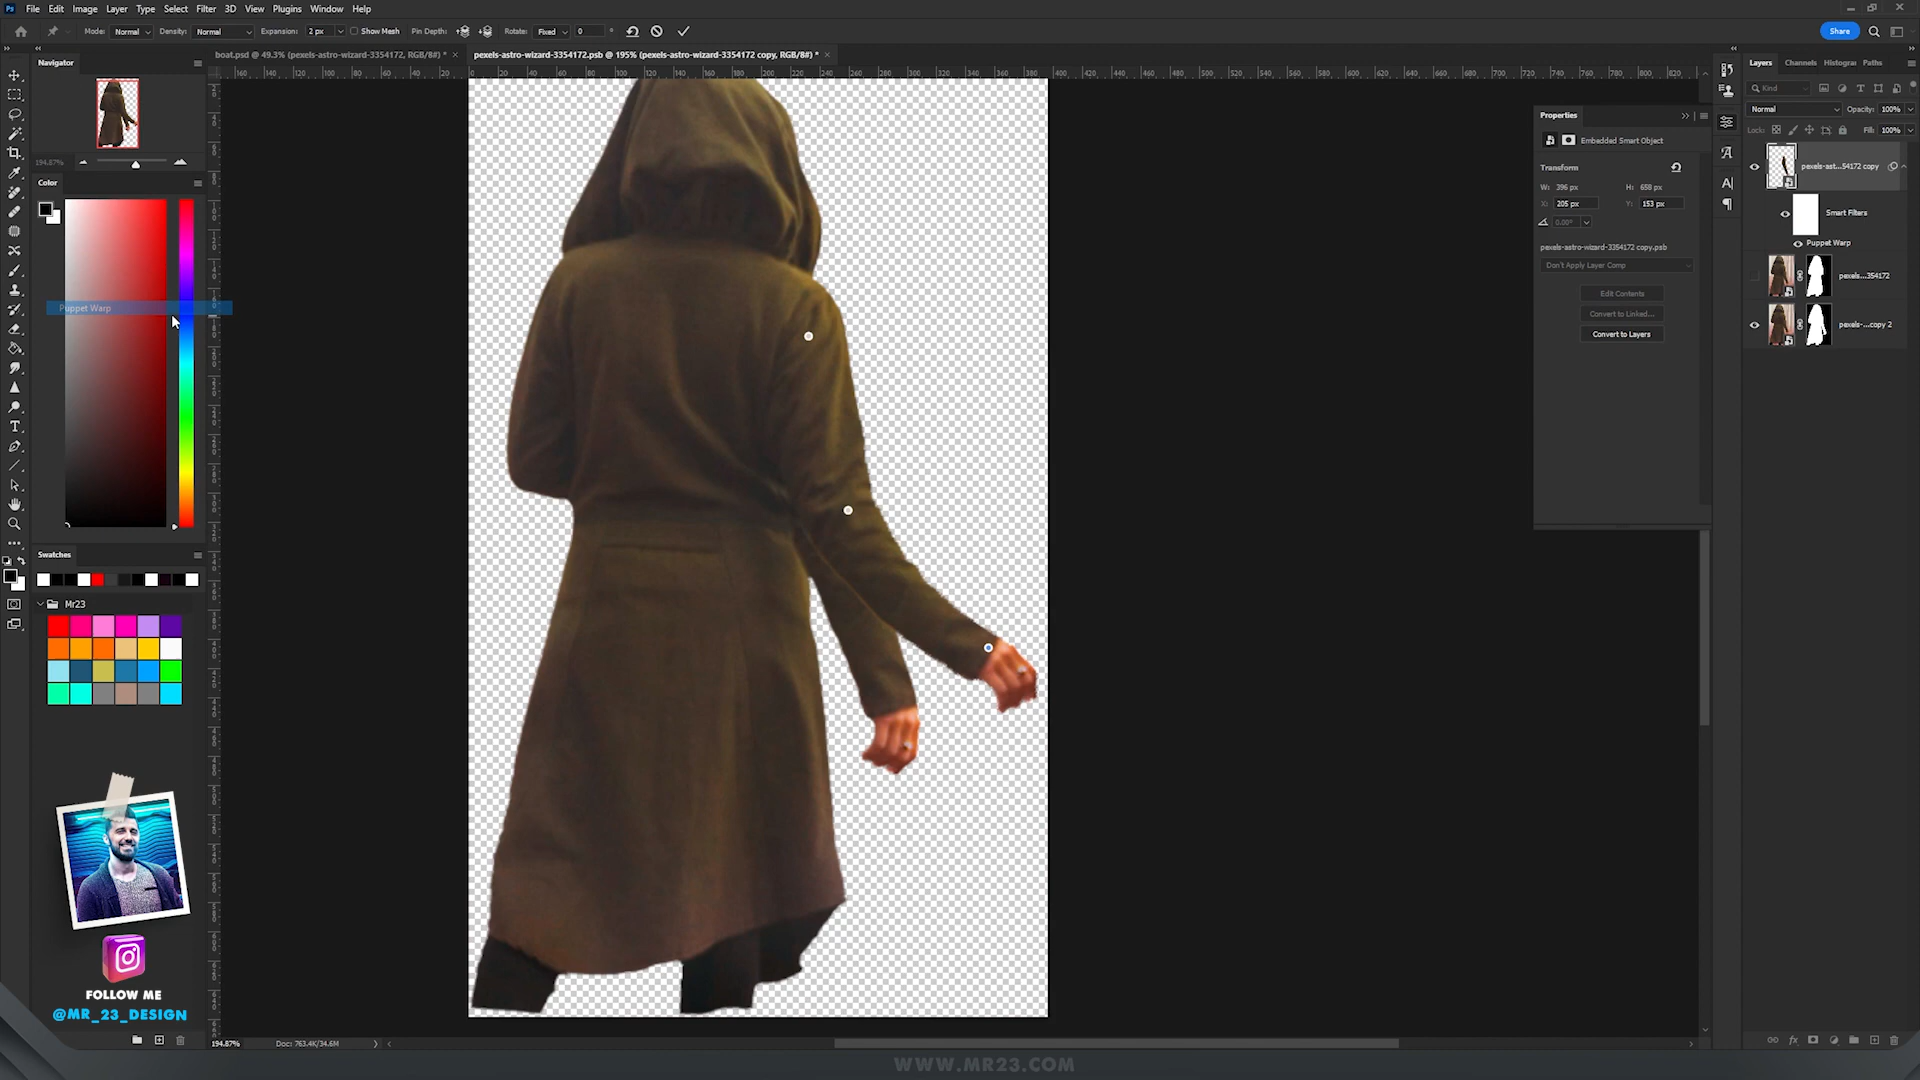 File Edit Image Layer Type Select Filter 3D View Plugins Window Help
Mode: Normal Density: Normal Expansion: 2 px Show Mesh Pin Depth: Rotate: Fixed 0 °
Share
boat.psd @ 49.3% (pexels-astro-wizard-3354172, RGB/8#) * ×
pexels-astro-wizard-3354172.psb @ 195% (pexels-astro-wizard-3354172 copy, RGB/8#) * ×
Navigator
194.87%
Color
Puppet Warp
Swatches
Mr23
FOLLOW ME
@MR_23_DESIGN
194.87% Doc: 763.4K/34.6M
WWW.MR23.COM
Properties
Embedded Smart Object
Transform
W: 396 px H: 658 px
X: 205 px Y: 153 px
0.00°
pexels-astro-wizard-3354172 copy.psb
Don't Apply Layer Comp
Edit Contents
Convert to Linked...
Convert to Layers
Layers Channels Histogram Paths
Kind
Normal Opacity: 100%
Lock: Fill: 100%
pexels-ast...54172 copy
Smart Filters
Puppet Warp
pexels...354172
pexels-...copy 2